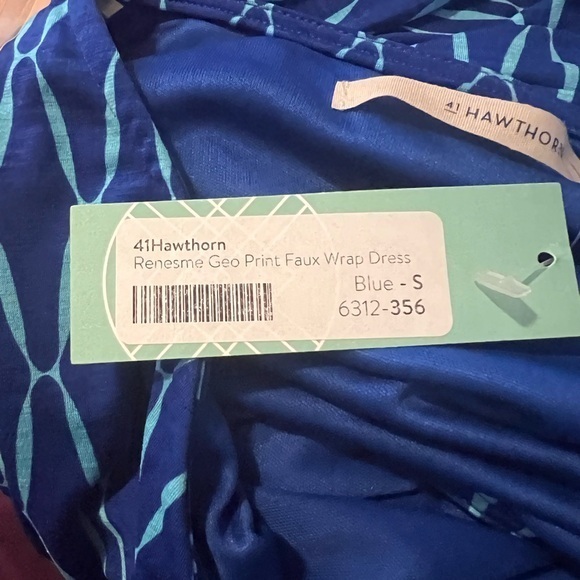 41 HAWTHORN
41Hawthorn
Renesme Geo Print Faux Wrap Dress
Blue - S
6312-356